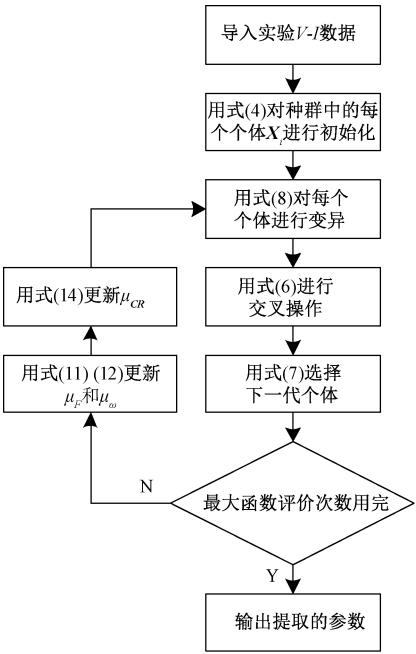 导入实验V-I数据
用式(4)对种群中的每
个个体Xi进行初始化
用式(8)对每个
个体进行变异
用式(14)更新μCR
用式(6)进行
交叉操作
用式(11) (12)更新
μF和μω
用式(7)选择
下一代个体
N
最大函数评价次数用完
Y
输出提取的参数